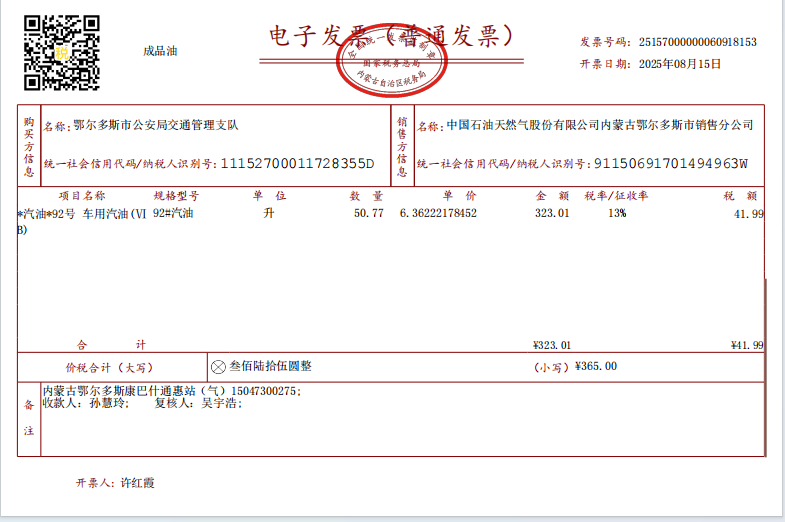 成品油
电子发票（普通发票）
全国统一发票监制章
国家税务总局
内蒙古自治区税务局
发票号码：25157000000060918153
开票日期：2025年08月15日
税
购买方信息
名称：鄂尔多斯市公安局交通管理支队
统一社会信用代码/纳税人识别号：11152700011728355D
销售方信息
名称：中国石油天然气股份有限公司内蒙古鄂尔多斯市销售分公司
统一社会信用代码/纳税人识别号：91150691701494963W
项目名称 规格型号 单位 数量 单价 金额 税率/征收率 税额
*汽油*92号 车用汽油(VI 92#汽油 升 50.77 6.36222178452 323.01 13% 41.99
B)
合计 ¥323.01 ¥41.99
价税合计（大写） 叁佰陆拾伍圆整 （小写）¥365.00
备注
内蒙古鄂尔多斯康巴什通惠站（气）15047300275;
收款人：孙慧玲; 复核人：吴宇浩;
开票人：许红霞